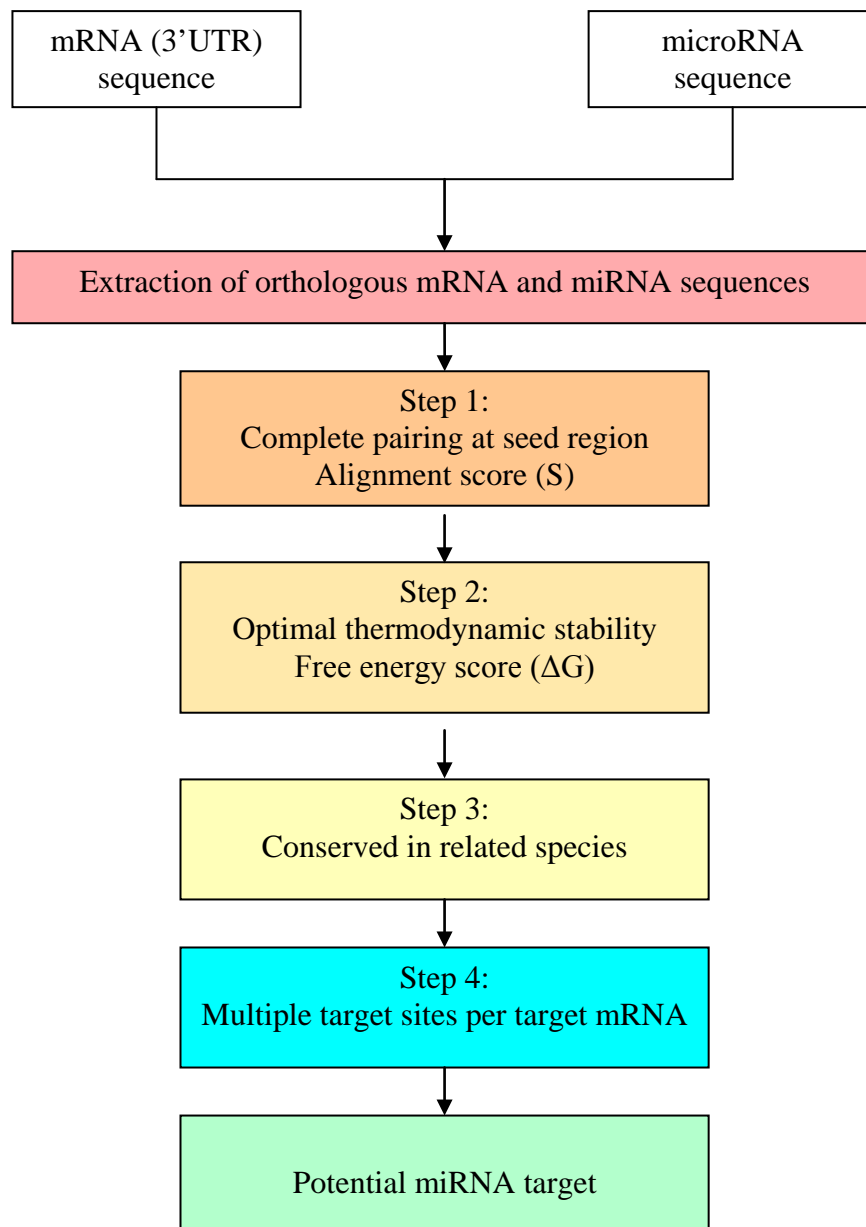 mRNA (3’UTR)
sequence
microRNA
sequence
Extraction of orthologous mRNA and miRNA sequences
Step 1:
Complete pairing at seed region
Alignment score (S)
Step 2:
Optimal thermodynamic stability
Free energy score (ΔG)
Step 3:
Conserved in related species
Step 4:
Multiple target sites per target mRNA
Potential miRNA target